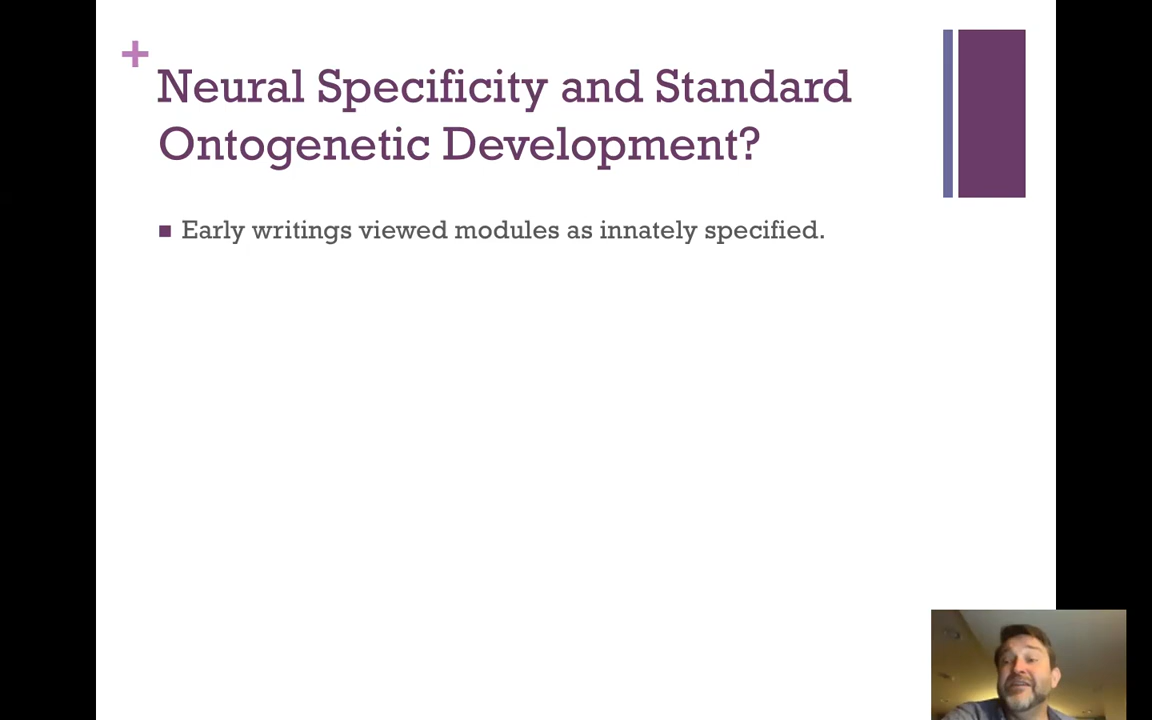 Neural Specificity and Standard
Ontogenetic Development?
Early writings viewed modules as innately specified.